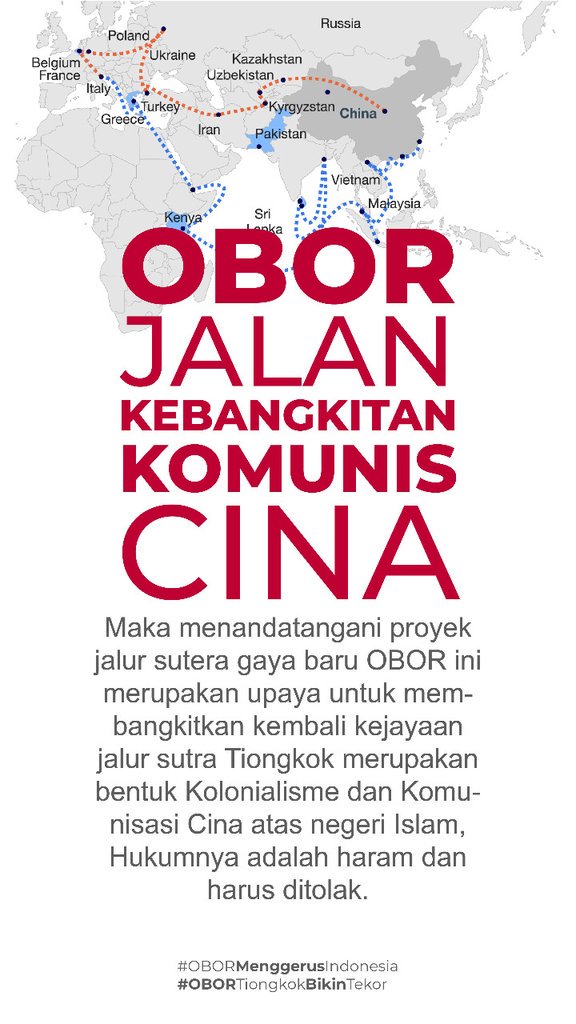 Russia
Poland
Ukraine
Belgium
France
Kazakhstan
Uzbekistan
Italy
Kyrgyzstan
China
Greece
Turkey
Iran
Pakistan
Vietnam
Malaysia
Kenya
Sri
Lanka
OBOR
JALAN
KEBANGKITAN
KOMUNIS
CINA
Maka menandatangani proyek
jalur sutera gaya baru OBOR ini
merupakan upaya untuk mem-
bangkitkan kembali kejayaan
jalur sutra Tiongkok merupakan
bentuk Kolonialisme dan Komu-
nisasi Cina atas negeri Islam,
Hukumnya adalah haram dan
harus ditolak.
#OBORMenggerusIndonesia
#OBORTiongkokBikinTekor